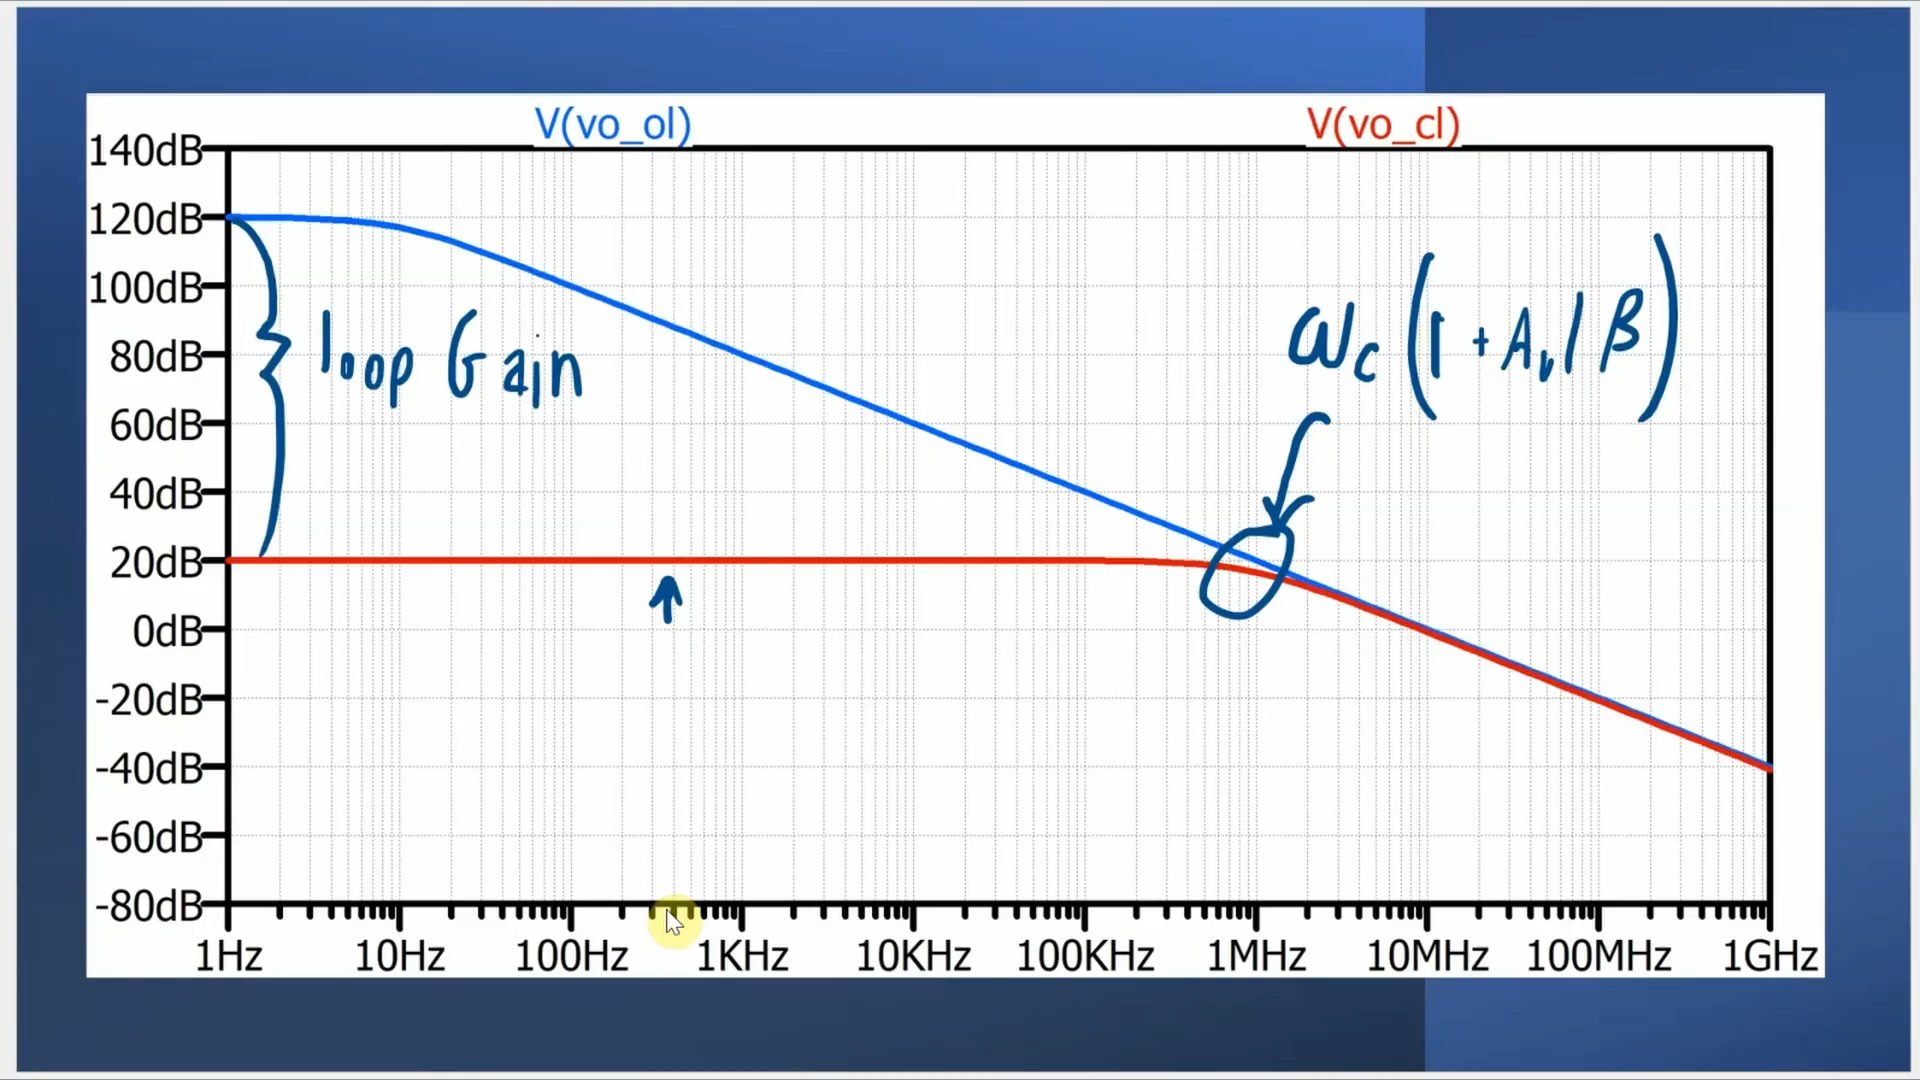 V(vo_ol) V(vo_cl)
140dB
120dB
100dB
80dB
60dB
40dB
20dB
0dB
-20dB
-40dB
-60dB
-80dB
loop Gain
ωc (1 + Av / β)
1Hz 10Hz 100Hz 1KHz 10KHz 100KHz 1MHz 10MHz 100MHz 1GHz